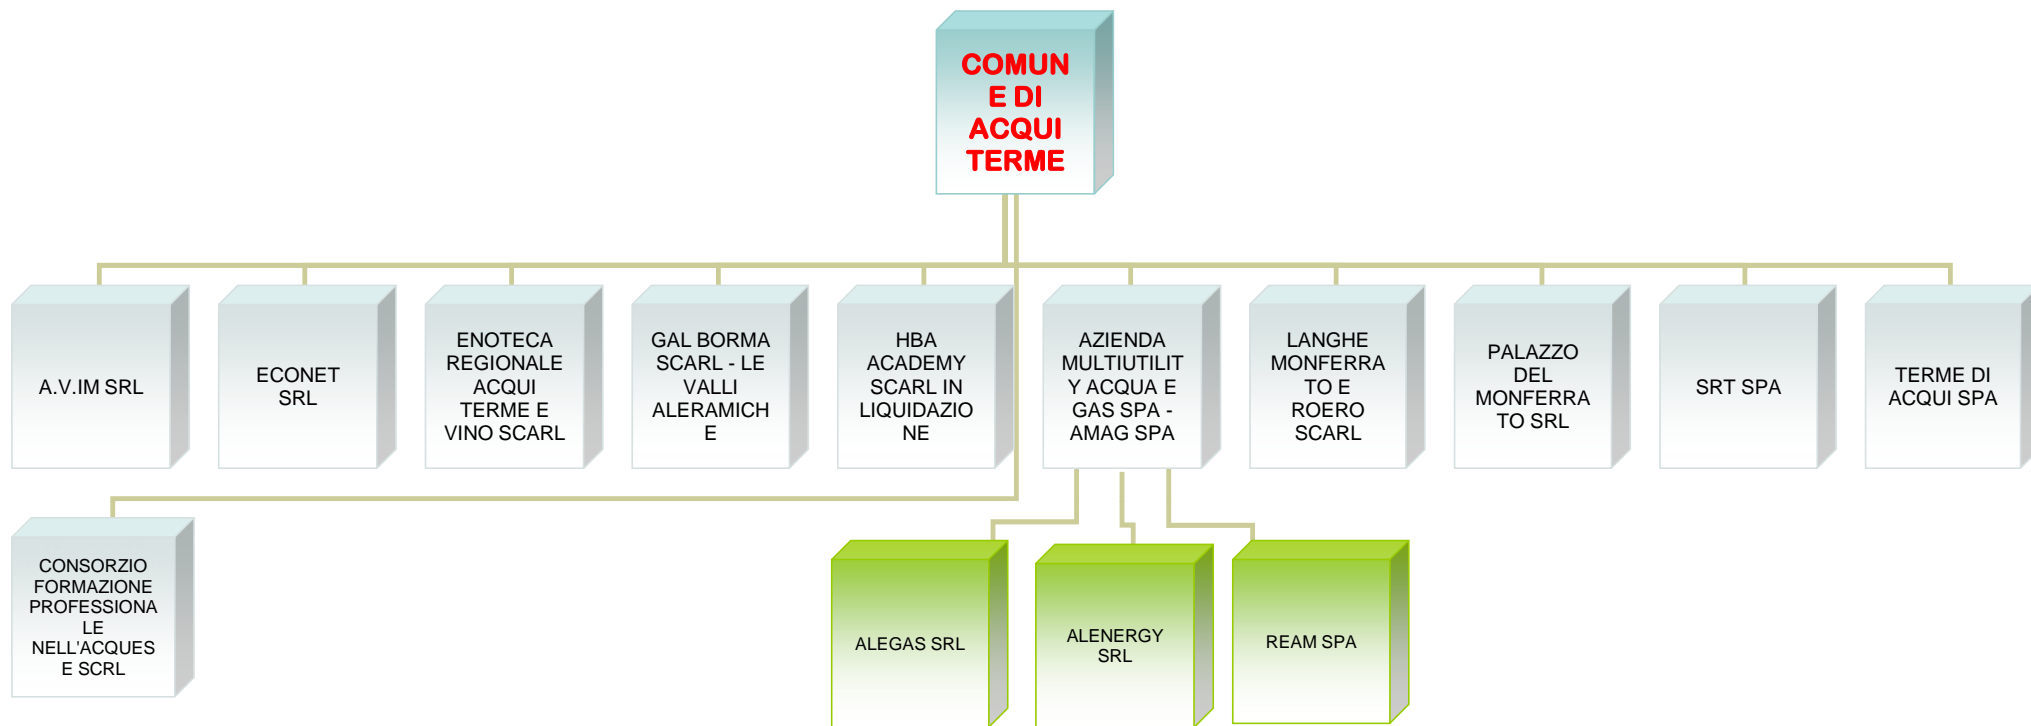 COMUN
E DI
ACQUI
TERME
A.V.IM SRL
ECONET
SRL
ENOTECA
REGIONALE
ACQUI
TERME E
VINO SCARL
GAL BORMA
SCARL - LE
VALLI
ALERAMICH
E
HBA
ACADEMY
SCARL IN
LIQUIDAZIO
NE
AZIENDA
MULTIUTILIT
Y ACQUA E
GAS SPA -
AMAG SPA
LANGHE
MONFERRA
TO E
ROERO
SCARL
PALAZZO
DEL
MONFERRA
TO SRL
SRT SPA
TERME DI
ACQUI SPA
CONSORZIO
FORMAZIONE
PROFESSIONA
LE
NELL'ACQUES
E SCRL
ALEGAS SRL
ALENERGY
SRL
REAM SPA